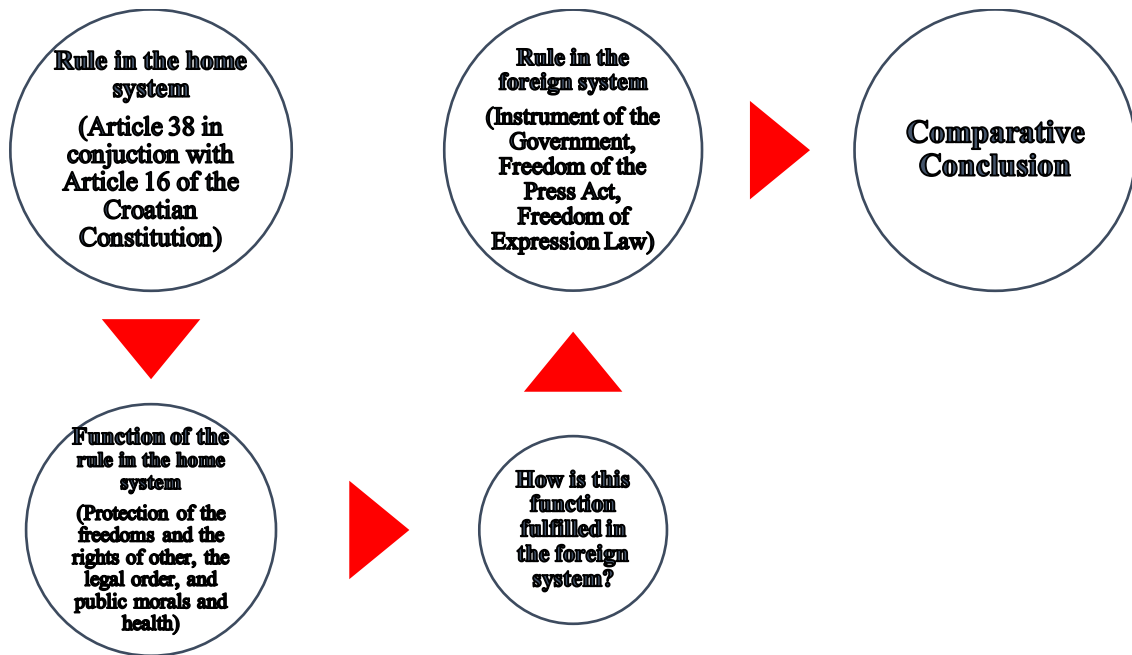 Rule in the home
system
(Article 38 in
conjuction with
Article 16 of the
Croatian
Constitution)
Function of the
rule in the home
system
(Protection of the
freedoms and the
rights of other, the
legal order, and
public morals and
health)
How is this
function
fulfilled in
the foreign
system?
Rule in the
foreign system
(Instrument of the
Government,
Freedom of the
Press Act,
Freedom of
Expression Law)
Comparative
Conclusion